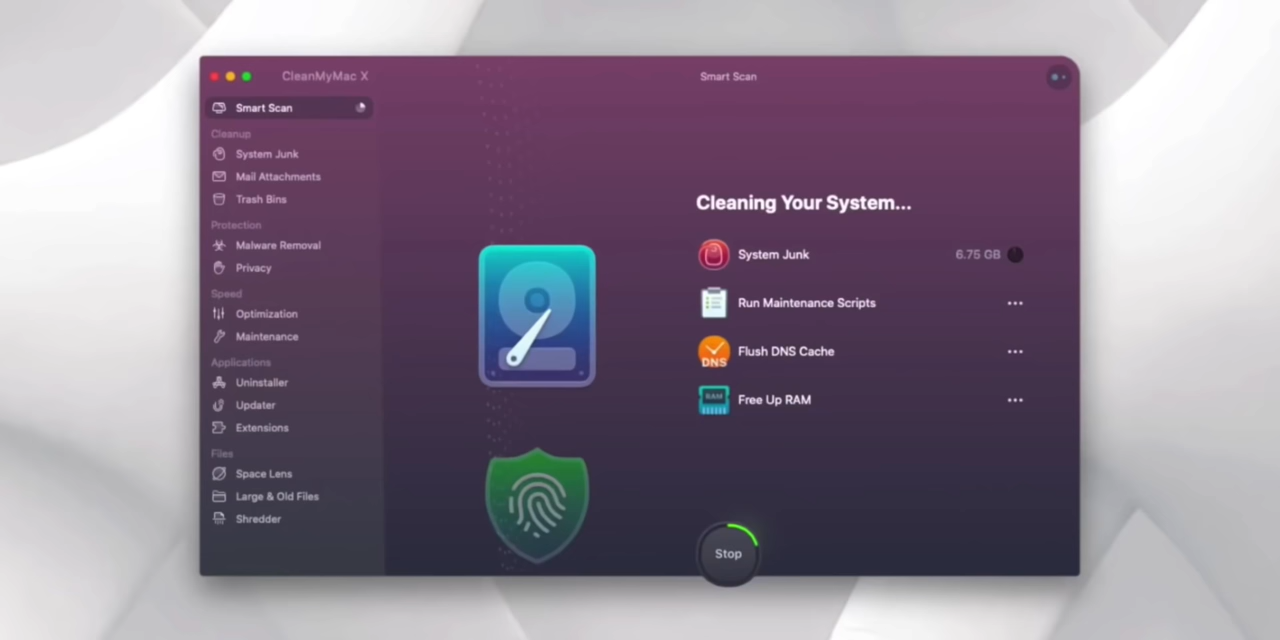 CleanMyMac X
Smart Scan
Smart Scan
Cleanup
System Junk
Mail Attachments
Trash Bins
Protection
Malware Removal
Privacy
Speed
Optimization
Maintenance
Applications
Uninstaller
Updater
Extensions
Files
Space Lens
Large & Old Files
Shredder
Cleaning Your System...
System Junk 6.75 GB
Run Maintenance Scripts
DNS Flush DNS Cache
RAM Free Up RAM
Stop